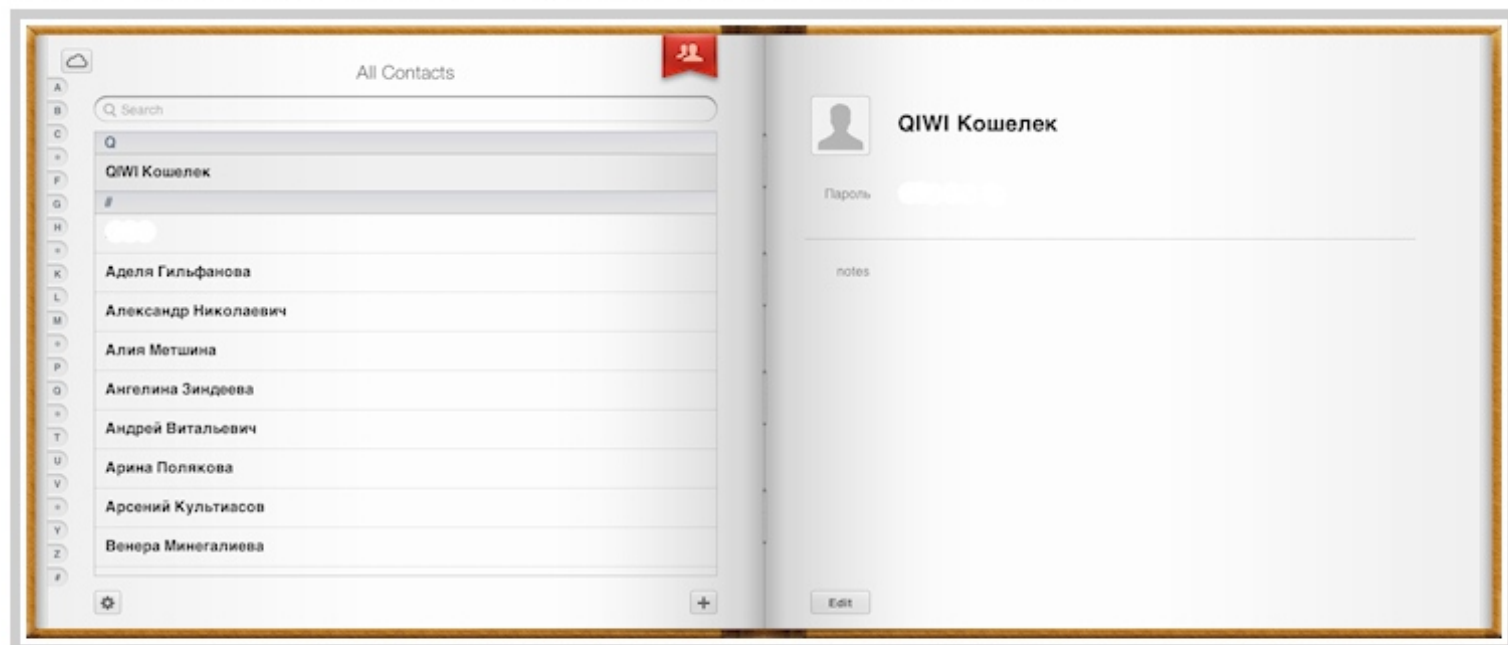 All Contacts
Search
A
B
C
F
G
H
K
L
M
P
Q
T
U
V
Y
Z
#
Q
QIWI Кошелек
#
Аделя Гильфанова
Александр Николаевич
Алия Метшина
Ангелина Зиндеева
Андрей Витальевич
Арина Полякова
Арсений Культиасов
Венера Минегалиева
QIWI Кошелек
Пароль
notes
Edit